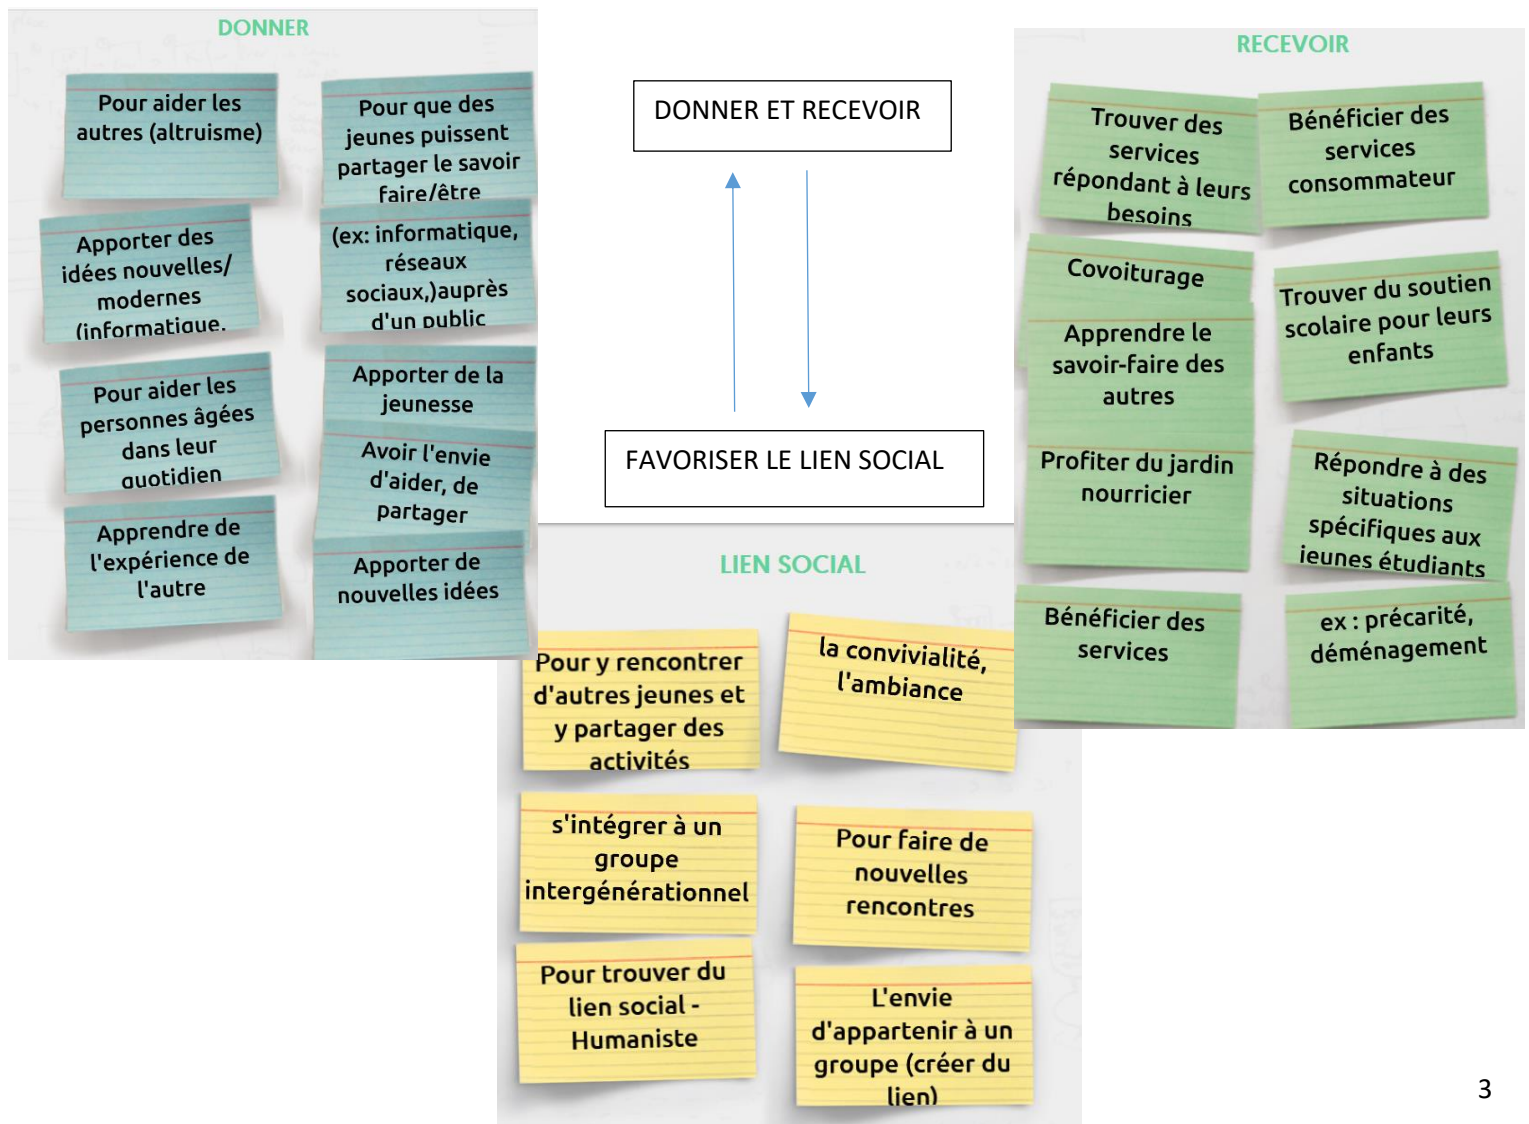 DONNER
Pour aider les
autres (altruisme)
Pour que des
jeunes puissent
partager le savoir
faire/être
Apporter des
idées nouvelles/
modernes
(informatique,
(ex: informatique,
réseaux
sociaux,)auprès
d'un public
Pour aider les
personnes âgées
dans leur
quotidien
Apporter de la
jeunesse
Avoir l'envie
d'aider, de
partager
Apprendre de
l'expérience de
l'autre
Apporter de
nouvelles idées
DONNER ET RECEVOIR
FAVORISER LE LIEN SOCIAL
RECEVOIR
Trouver des
services
répondant à leurs
besoins
Bénéficier des
services
consommateur
Covoiturage
Trouver du soutien
scolaire pour leurs
enfants
Apprendre le
savoir-faire des
autres
Profiter du jardin
nourricier
Répondre à des
situations
spécifiques aux
jeunes étudiants
Bénéficier des
services
ex : précarité,
déménagement
LIEN SOCIAL
Pour y rencontrer
d'autres jeunes et
y partager des
activités
la convivialité,
l'ambiance
s'intégrer à un
groupe
intergénérationnel
Pour faire de
nouvelles
rencontres
Pour trouver du
lien social -
Humaniste
L'envie
d'appartenir à un
groupe (créer du
lien)
3